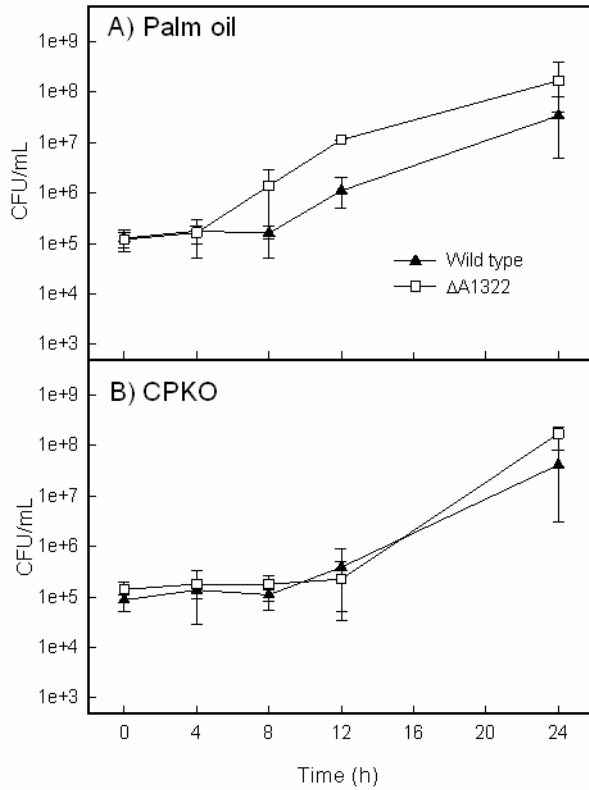 A) Palm oil
1e+9
1e+8
1e+7
1e+6
1e+5
1e+4
1e+3
CFU/mL
Wild type
ΔA1322
B) CPKO
1e+9
1e+8
1e+7
1e+6
1e+5
1e+4
1e+3
CFU/mL
0 4 8 12 16 20 24
Time (h)